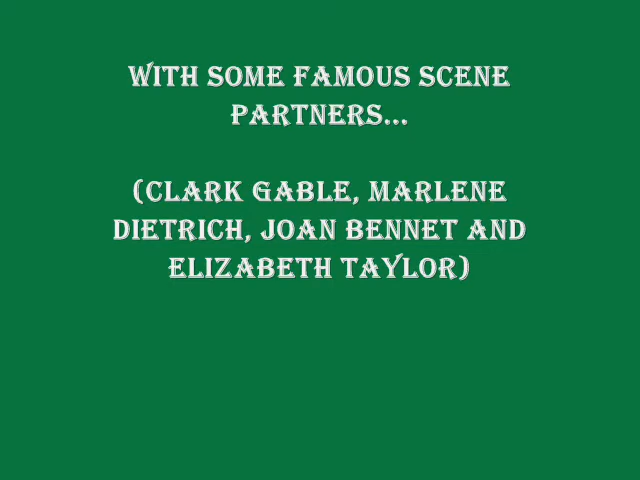 WITH SOME FAMOUS SCENE
PARTNERS...
(CLARK GABLE, MARLENE
DIETRICH, JOAN BENNET AND
ELIZABETH TAYLOR)